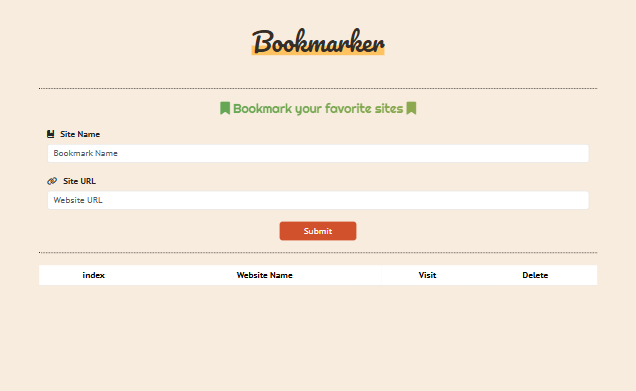 Bookmarker
Bookmark your favorite sites
Site Name
Bookmark Name
Site URL
Website URL
Submit
index Website Name Visit Delete